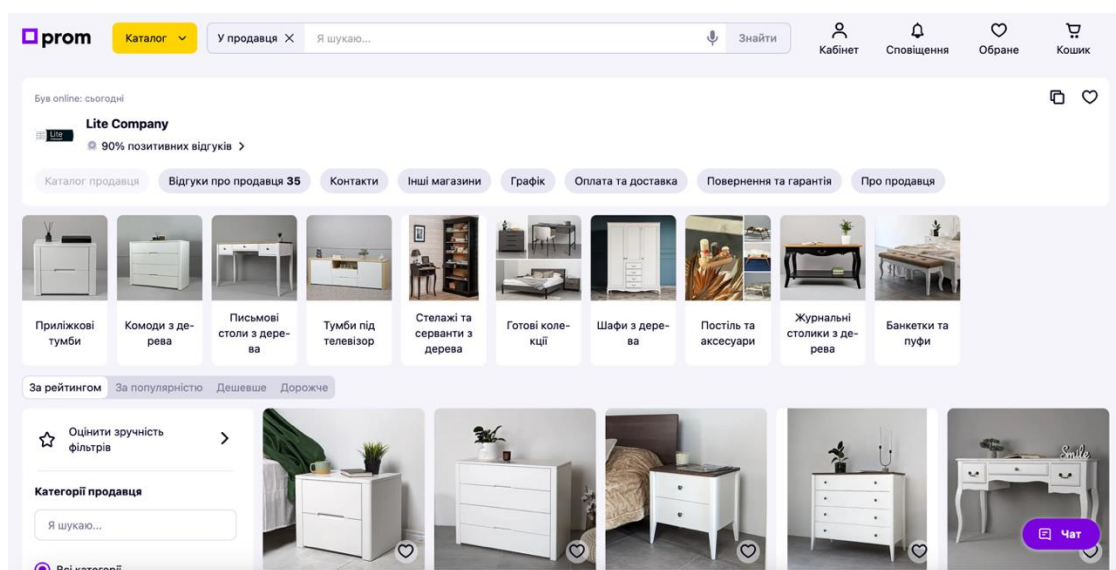 prom
Каталог
У продавця
Я шукаю...
Знайти
Кабінет
Сповіщення
Обране
Кошик
Був online: сьогодні
Lite
Lite Company
90% позитивних відгуків
Каталог продавця
Відгуки про продавця 35
Контакти
Інші магазини
Графік
Оплата та доставка
Повернення та гарантія
Про продавця
Приліжкові
тумби
Комоди з де-
рева
Письмові
столи з дере-
ва
Тумби під
телевізор
Стелажі та
серванти з
дерева
Готові коле-
кції
Шафи з дере-
ва
Постіль та
аксесуари
Журнальні
столики з де-
рева
Банкетки та
пуфи
За рейтингом
За популярністю
Дешевше
Дорожче
Оцінити зручність
фільтрів
Категорії продавця
Я шукаю...
Всі категорії
Smile
Чат